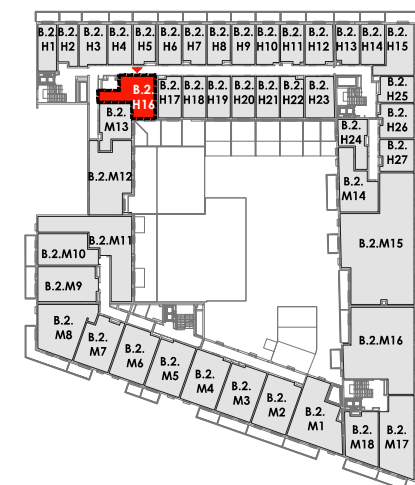 B.2. B.2. B.2. B.2. B.2. B.2. B.2. B.2. B.2. B.2. B.2. B.2. B.2. B.2. B.2.
H1 H2 H3 H4 H5 H6 H7 H8 H9 H10 H11 H12 H13 H14 H15
B.2. B.2. B.2. B.2. B.2. B.2. B.2. B.2.
H16 H17 H18 H19 H20 H21 H22 H23
B.2.
H25
B.2.
H26
B.2.
M13
B.2.
H24
B.2.
H27
B.2.M12
B.2.
M14
B.2.M11
B.2.M10
B.2.M15
B.2.M9
B.2.
M8
B.2.
M7
B.2.
M6
B.2.
M5
B.2.
M4
B.2.
M3
B.2.
M2
B.2.
M1
B.2.M16
B.2.
M18
B.2.
M17